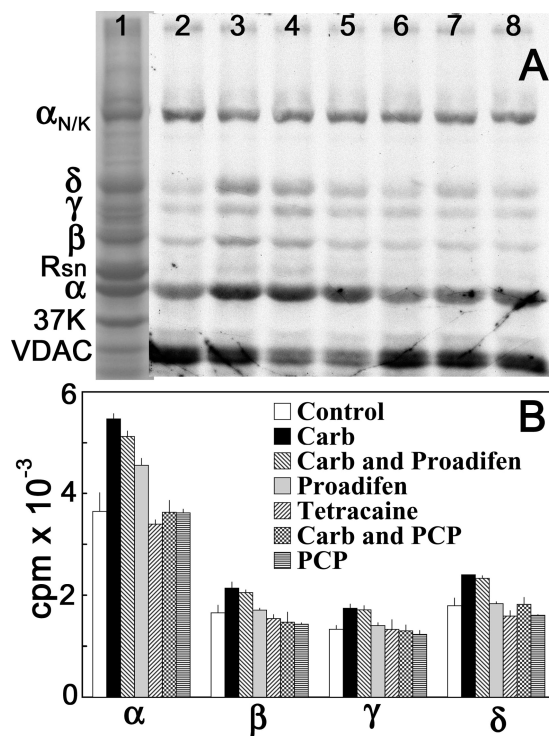 1 2 3 4 5 6 7 8
A
αN/K
δ
γ
β
Rsn
α
37K
VDAC
B
Control
Carb
Carb and Proadifen
Proadifen
Tetracaine
Carb and PCP
PCP
cpm x 10-3
6
4
2
0
α β γ δ